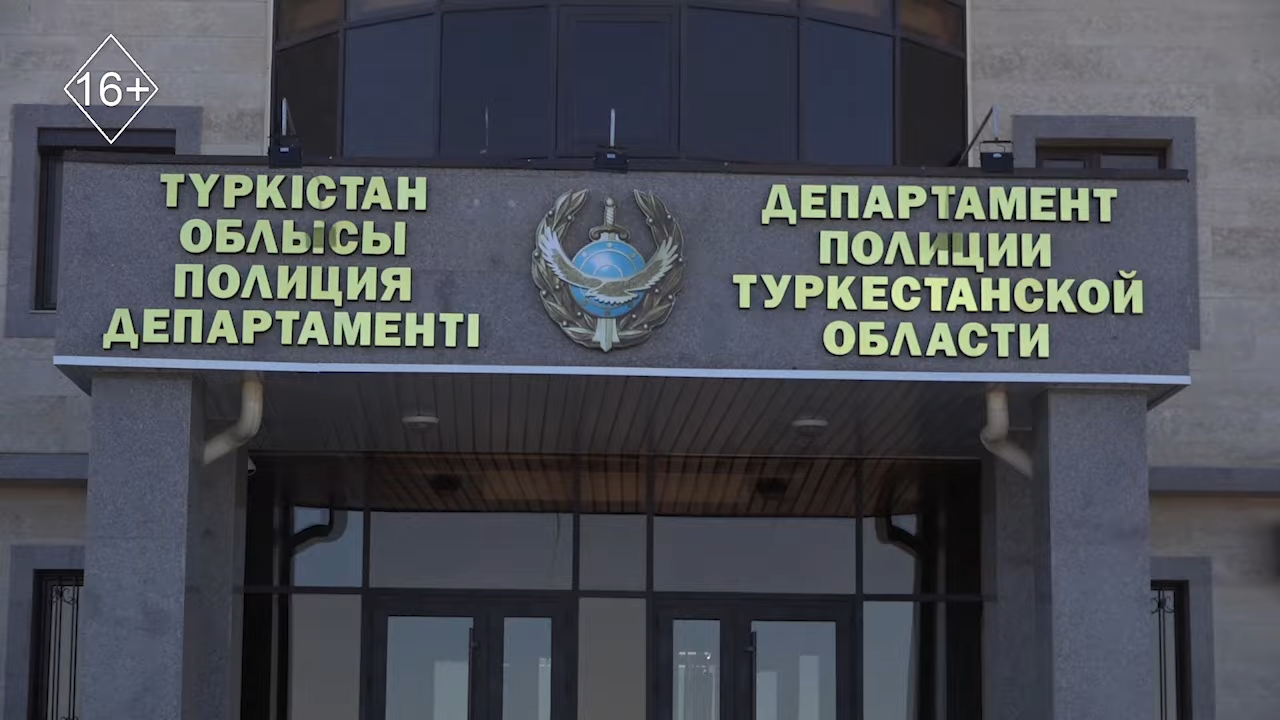 16+
ТҮРКІСТАН
ОБЛЫСЫ
ПОЛИЦИЯ
ДЕПАРТАМЕНТІ
ДЕПАРТАМЕНТ
ПОЛИЦИИ
ТУРКЕСТАНСКОЙ
ОБЛАСТИ